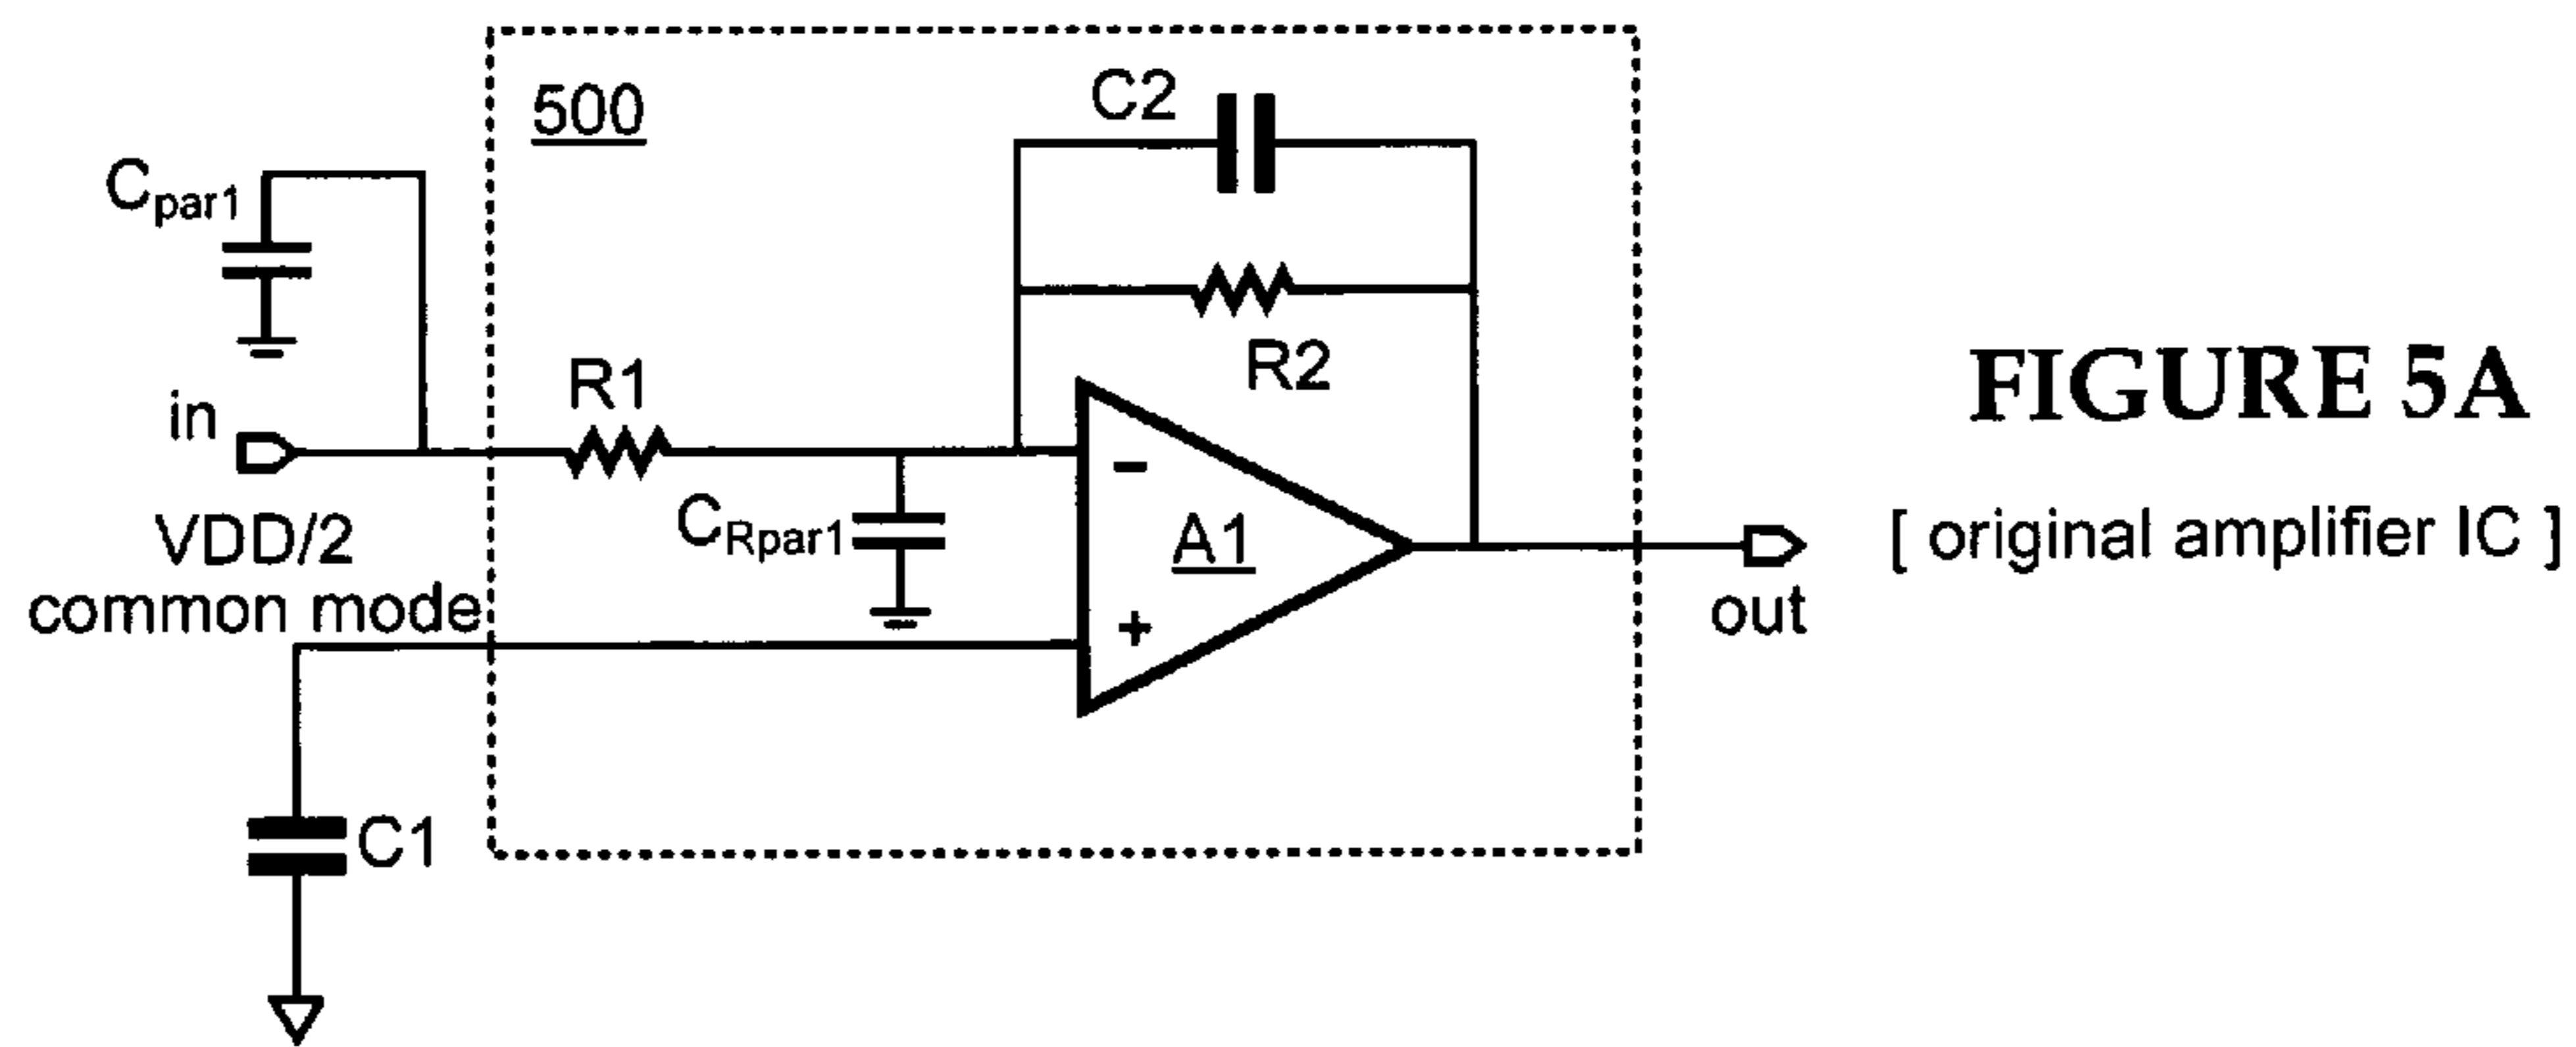 500
C2
Cpar1
R2
R1
in
FIGURE 5A
CRpar1
−
A1
+
VDD/2
common mode
[ original amplifier IC ]
out
C1